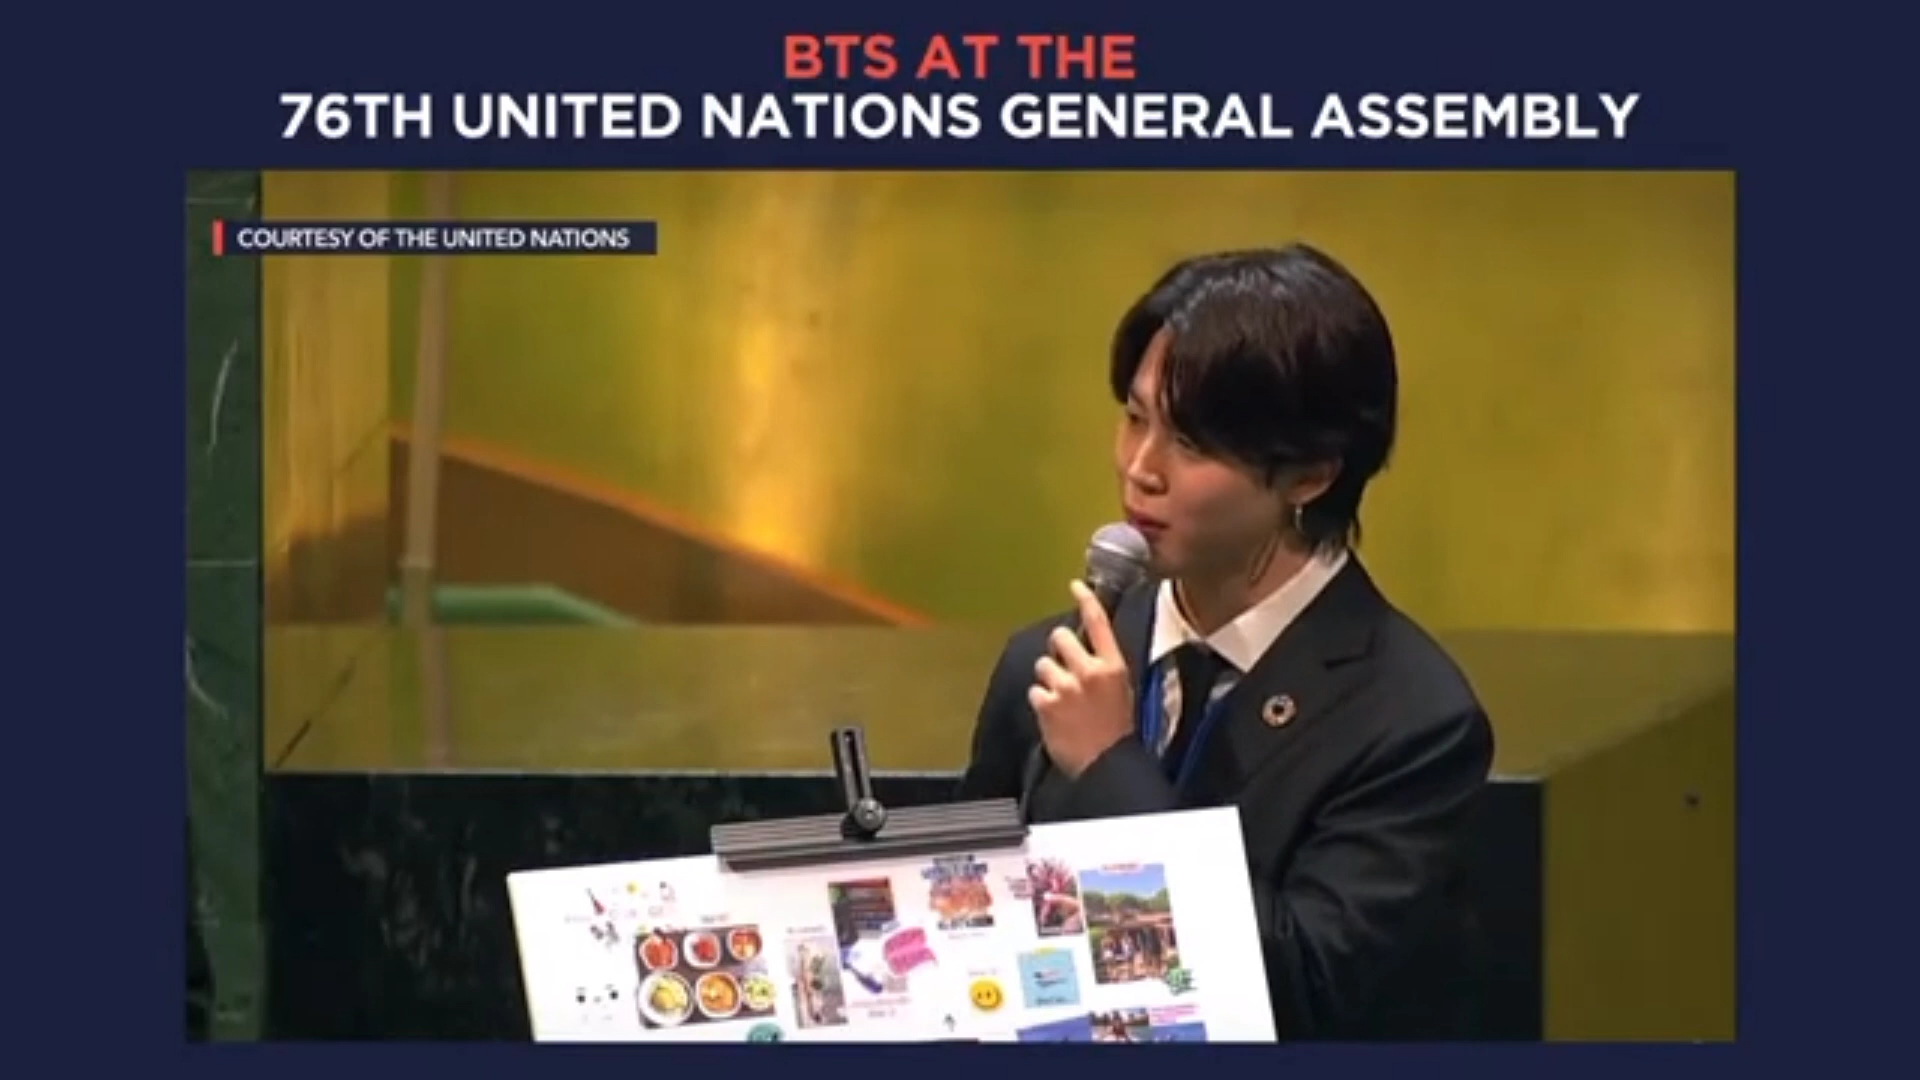 BTS AT THE
76TH UNITED NATIONS GENERAL ASSEMBLY
COURTESY OF THE UNITED NATIONS